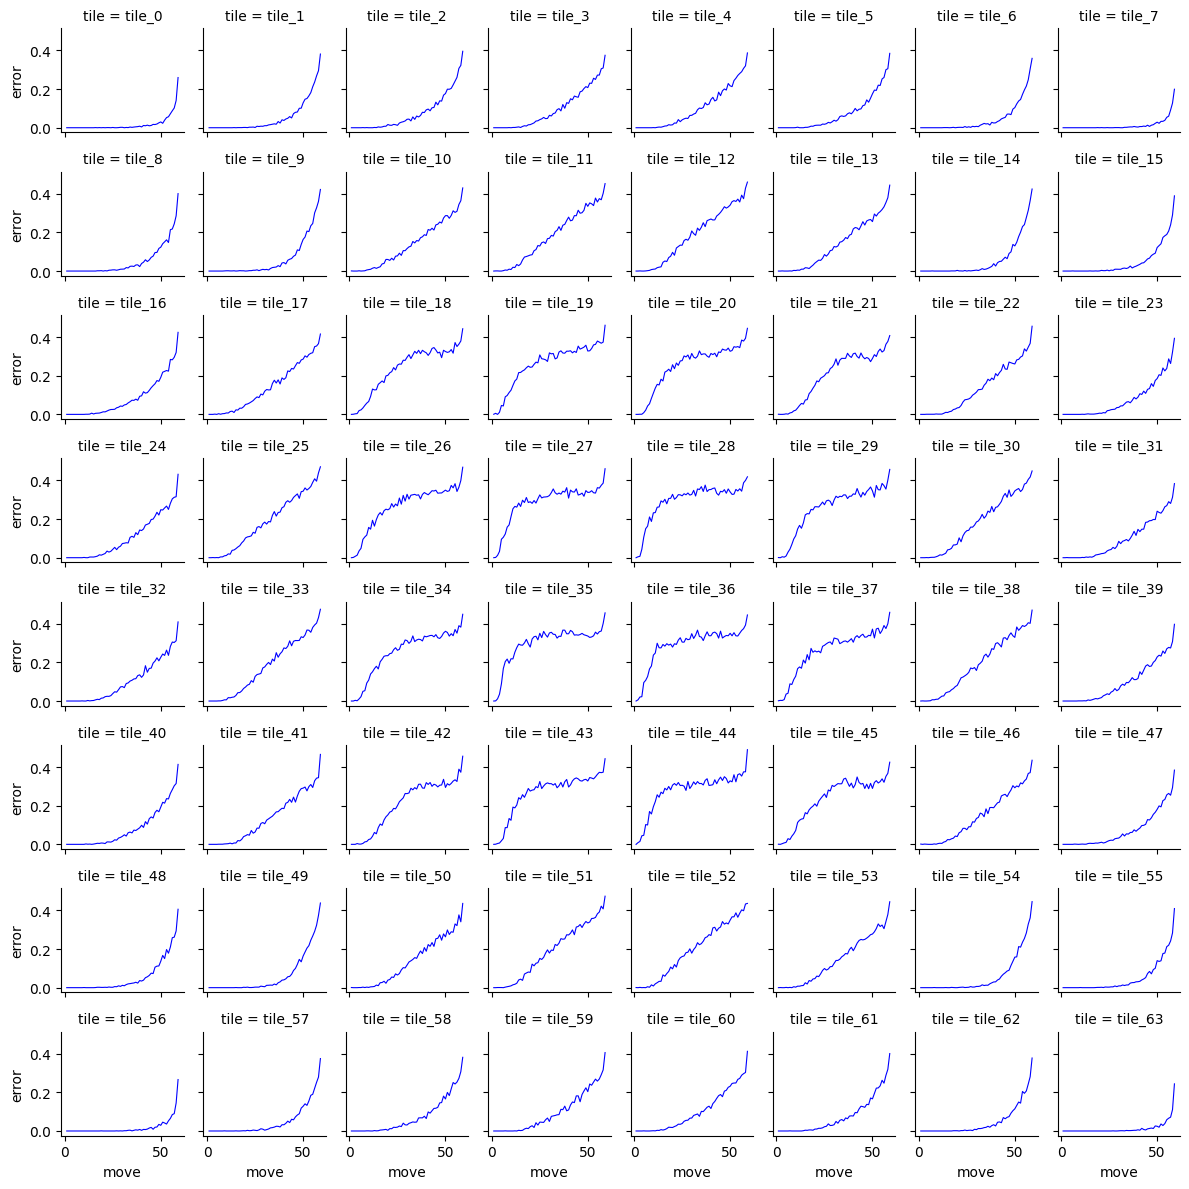 tile = tile_0 tile = tile_1 tile = tile_2 tile = tile_3 tile = tile_4 tile = tile_5 tile = tile_6 tile = tile_7
0.4
error
0.2
0.0
tile = tile_8 tile = tile_9 tile = tile_10 tile = tile_11 tile = tile_12 tile = tile_13 tile = tile_14 tile = tile_15
0.4
error
0.2
0.0
tile = tile_16 tile = tile_17 tile = tile_18 tile = tile_19 tile = tile_20 tile = tile_21 tile = tile_22 tile = tile_23
0.4
error
0.2
0.0
tile = tile_24 tile = tile_25 tile = tile_26 tile = tile_27 tile = tile_28 tile = tile_29 tile = tile_30 tile = tile_31
0.4
error
0.2
0.0
tile = tile_32 tile = tile_33 tile = tile_34 tile = tile_35 tile = tile_36 tile = tile_37 tile = tile_38 tile = tile_39
0.4
error
0.2
0.0
tile = tile_40 tile = tile_41 tile = tile_42 tile = tile_43 tile = tile_44 tile = tile_45 tile = tile_46 tile = tile_47
0.4
error
0.2
0.0
tile = tile_48 tile = tile_49 tile = tile_50 tile = tile_51 tile = tile_52 tile = tile_53 tile = tile_54 tile = tile_55
0.4
error
0.2
0.0
tile = tile_56 tile = tile_57 tile = tile_58 tile = tile_59 tile = tile_60 tile = tile_61 tile = tile_62 tile = tile_63
0.4
error
0.2
0.0
0 50 0 50 0 50 0 50 0 50 0 50 0 50 0 50
move move move move move move move move